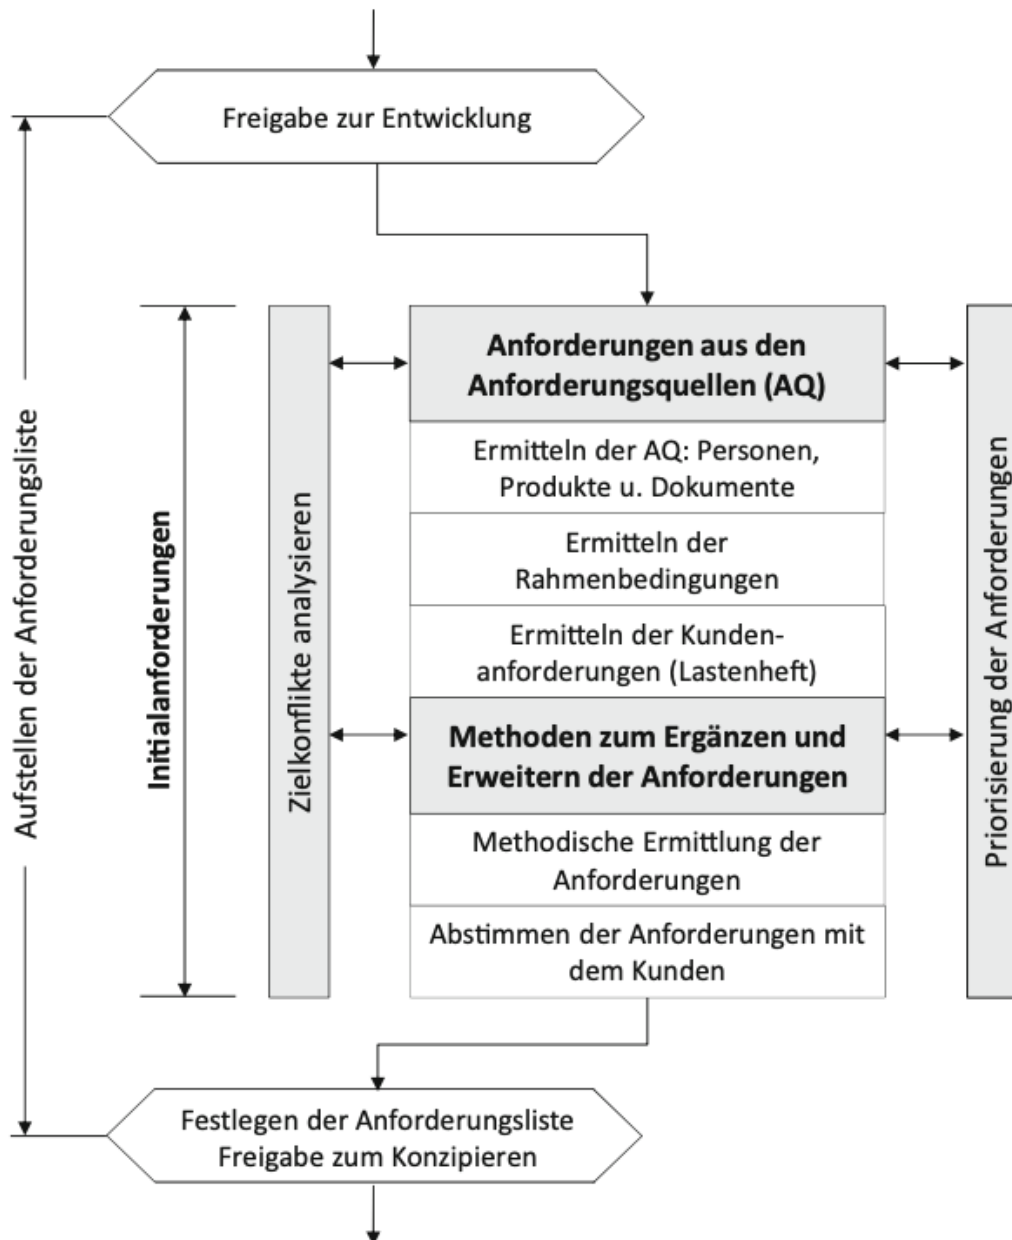 Freigabe zur Entwicklung
Aufstellen der Anforderungsliste
Initialanforderungen
Zielkonflikte analysieren
Anforderungen aus den
Anforderungsquellen (AQ)
Ermitteln der AQ: Personen,
Produkte u. Dokumente
Ermitteln der
Rahmenbedingungen
Ermitteln der Kunden-
anforderungen (Lastenheft)
Methoden zum Ergänzen und
Erweitern der Anforderungen
Methodische Ermittlung der
Anforderungen
Abstimmen der Anforderungen mit
dem Kunden
Priorisierung der Anforderungen
Festlegen der Anforderungsliste
Freigabe zum Konzipieren